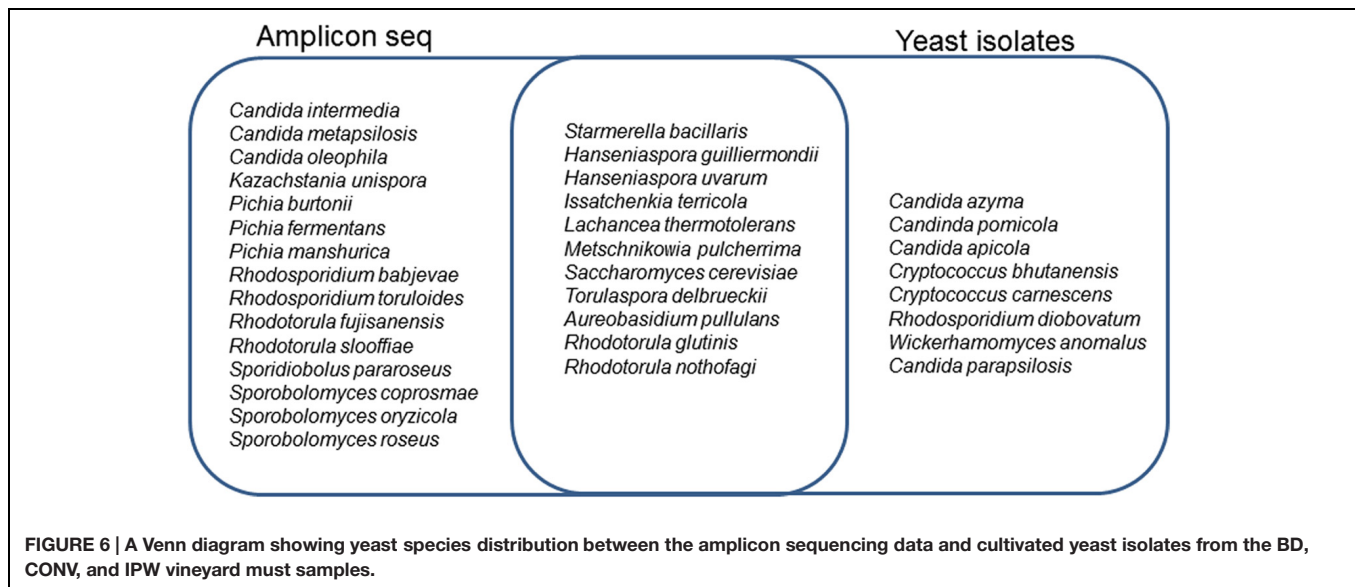 Amplicon seq
Yeast isolates
Candida intermedia
Candida metapsilosis
Candida oleophila
Kazachstania unispora
Pichia burtonii
Pichia fermentans
Pichia manshurica
Rhodosporidium babjevae
Rhodosporidium toruloides
Rhodotorula fujisanensis
Rhodotorula slooffiae
Sporidiobolus pararoseus
Sporobolomyces coprosmae
Sporobolomyces oryzicola
Sporobolomyces roseus
Starmerella bacillaris
Hanseniaspora guilliermondii
Hanseniaspora uvarum
Issatchenkia terricola
Lachancea thermotolerans
Metschnikowia pulcherrima
Saccharomyces cerevisiae
Torulaspora delbrueckii
Aureobasidium pullulans
Rhodotorula glutinis
Rhodotorula nothofagi
Candida azyma
Candinda pomicola
Candida apicola
Cryptococcus bhutanensis
Cryptococcus carnescens
Rhodosporidium diobovatum
Wickerhamomyces anomalus
Candida parapsilosis
FIGURE 6 | A Venn diagram showing yeast species distribution between the amplicon sequencing data and cultivated yeast isolates from the BD,
CONV, and IPW vineyard must samples.